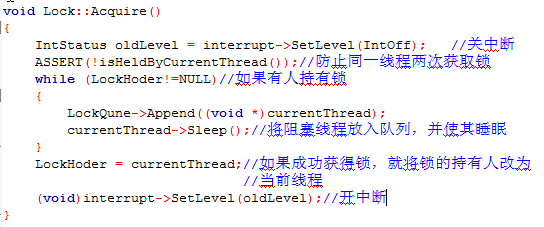 void Lock::Acquire()
{
IntStatus oldLevel = interrupt->SetLevel(IntOff);   //关中断
ASSERT(!isHeldByCurrentThread());//防止同一线程两次获取锁
while (LockHoder!=NULL)//如果有人持有锁
{
LockQune->Append((void *)currentThread);
currentThread->Sleep();//将阻塞线程放入队列，并使其睡眠
}
LockHoder = currentThread;//如果成功获得锁，就将锁的持有人改为
//当前线程
(void)interrupt->SetLevel(oldLevel);//开中断
}